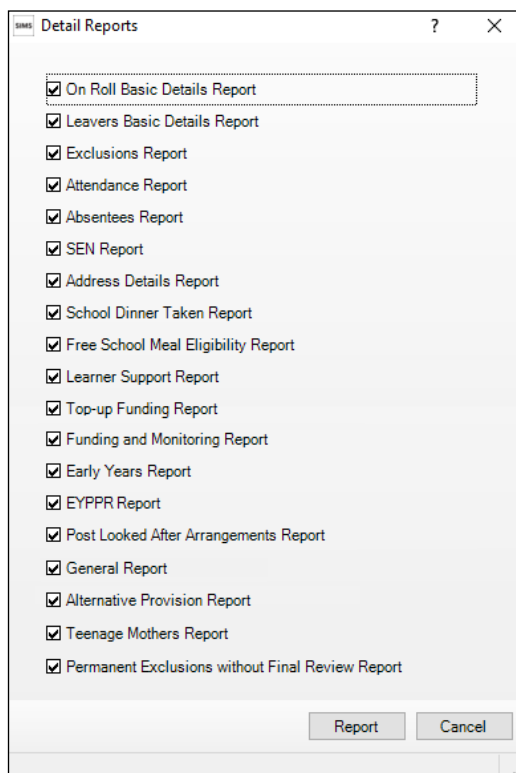 SIMS Detail Reports ? X
On Roll Basic Details Report
Leavers Basic Details Report
Exclusions Report
Attendance Report
Absentees Report
SEN Report
Address Details Report
School Dinner Taken Report
Free School Meal Eligibility Report
Learner Support Report
Top-up Funding Report
Funding and Monitoring Report
Early Years Report
EYPPR Report
Post Looked After Arrangements Report
General Report
Alternative Provision Report
Teenage Mothers Report
Permanent Exclusions without Final Review Report
Report Cancel